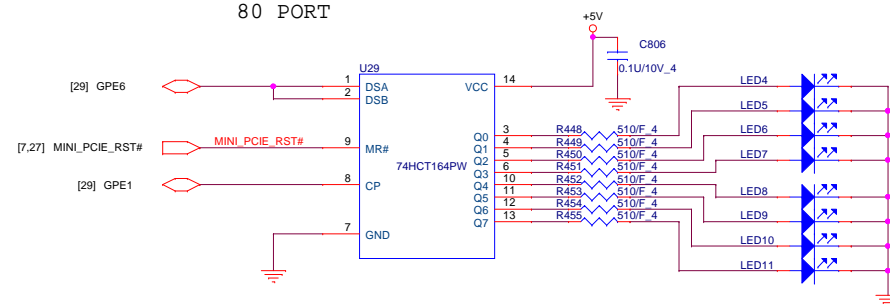 80 PORT
+5V
C806
0.1U/10V_4
U29
[29] GPE6
1 DSA VCC 14
2 DSB
LED4
LED5
[7,27] MINI_PCIE_RST# MINI_PCIE_RST# 9 MR#
Q0 3 R448 510/F_4 LED6
Q1 4 R449 510/F_4
Q2 5 R450 510/F_4 LED7
74HCT164PW Q3 6 R451 510/F_4
[29] GPE1 8 CP Q4 10 R452 510/F_4 LED8
Q5 11 R453 510/F_4
Q6 12 R454 510/F_4 LED9
Q7 13 R455 510/F_4
7 GND
LED10
LED11